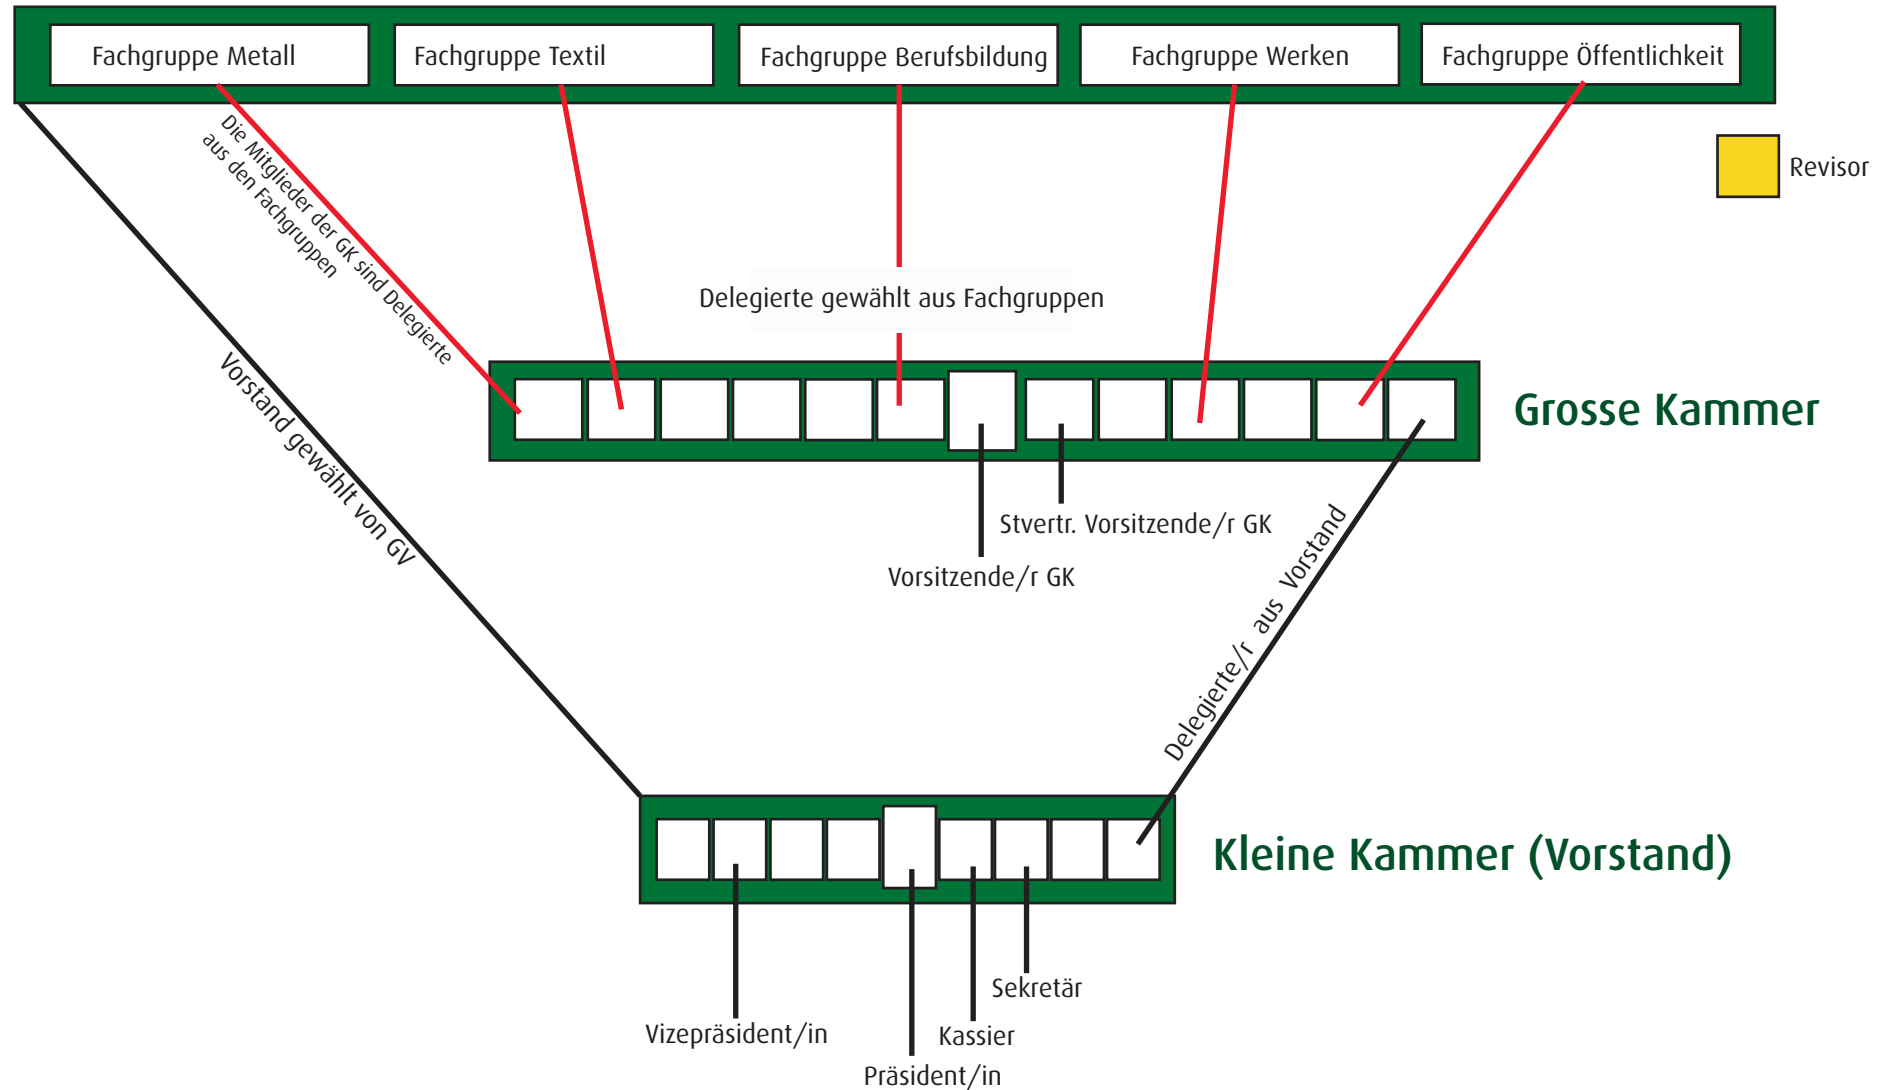 Fachgruppe Metall
Fachgruppe Textil
Fachgruppe Berufsbildung
Fachgruppe Werken
Fachgruppe Öffentlichkeit
Revisor
Die Mitglieder der GK sind Delegierte
aus den Fachgruppen
Delegierte gewählt aus Fachgruppen
Vorstand gewählt von GV
Grosse Kammer
Stvertr. Vorsitzende/r GK
Vorsitzende/r GK
Delegierte/r aus Vorstand
Kleine Kammer (Vorstand)
Sekretär
Vizepräsident/in
Kassier
Präsident/in